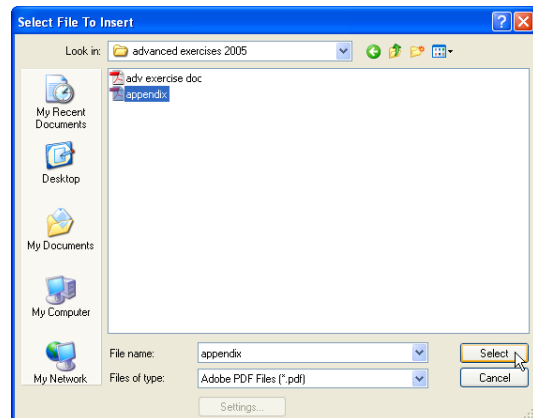 Select File To Insert
Look in: advanced exercises 2005
adv exercise doc
appendix
My Recent
Documents
Desktop
My Documents
My Computer
My Network
File name: appendix Select
Files of type: Adobe PDF Files (*.pdf) Cancel
Settings...